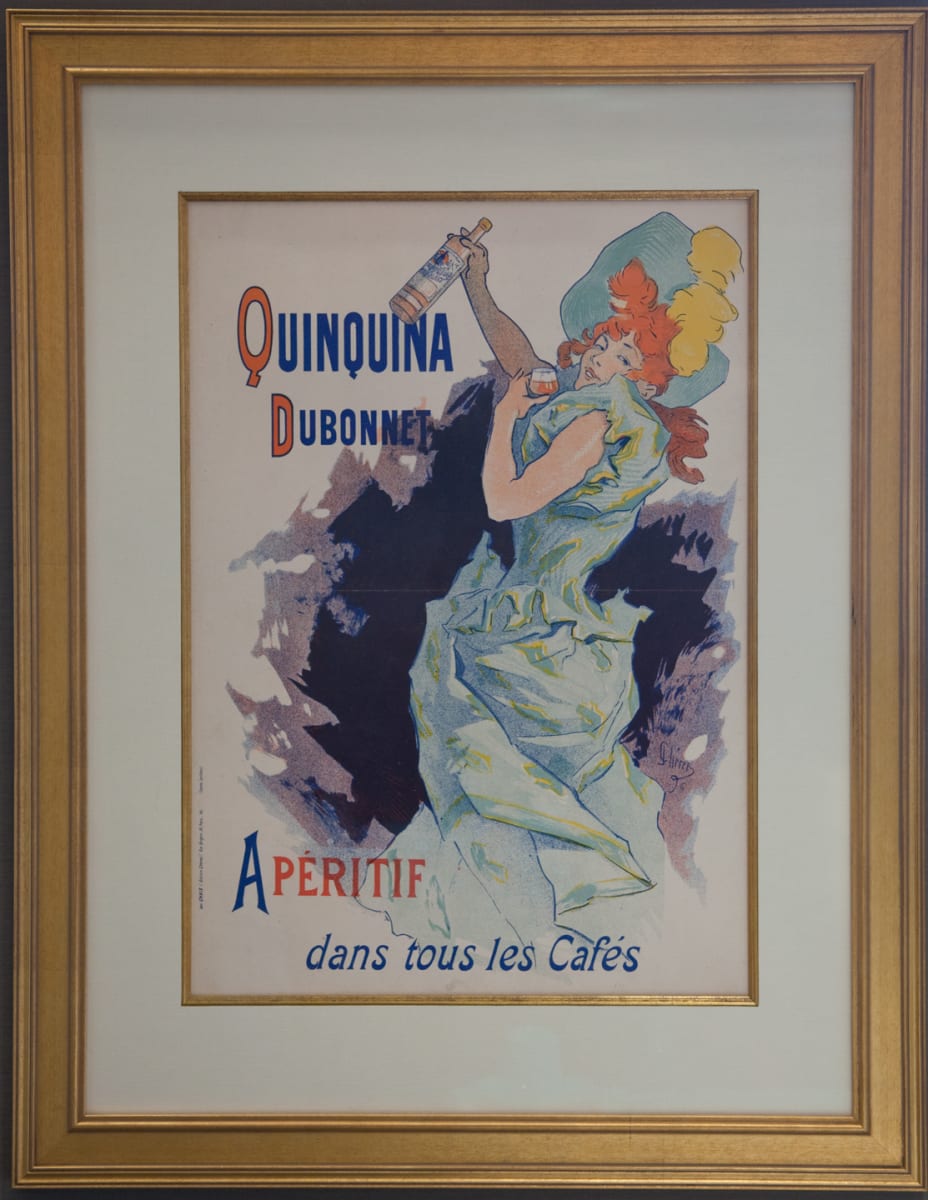 QUINQUINA
DUBONNET
APÉRITIF
dans tous les Cafés